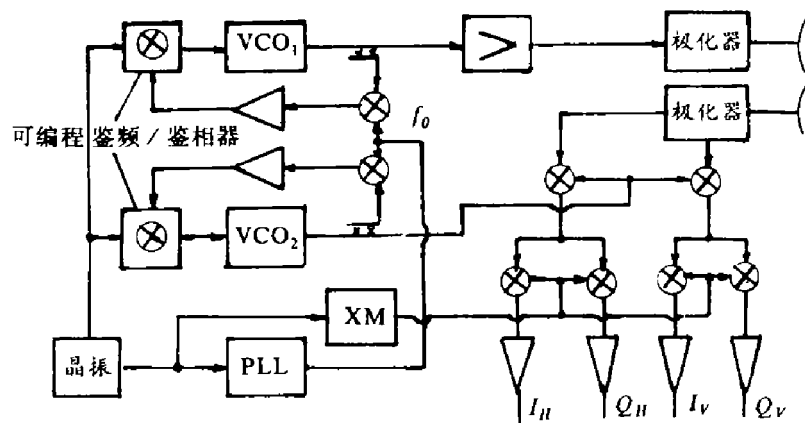 VCO₁
极化器
极化器
f₀
可编程鉴频/鉴相器
VCO₂
XM
晶振
PLL
I_H
Q_H
I_V
Q_V